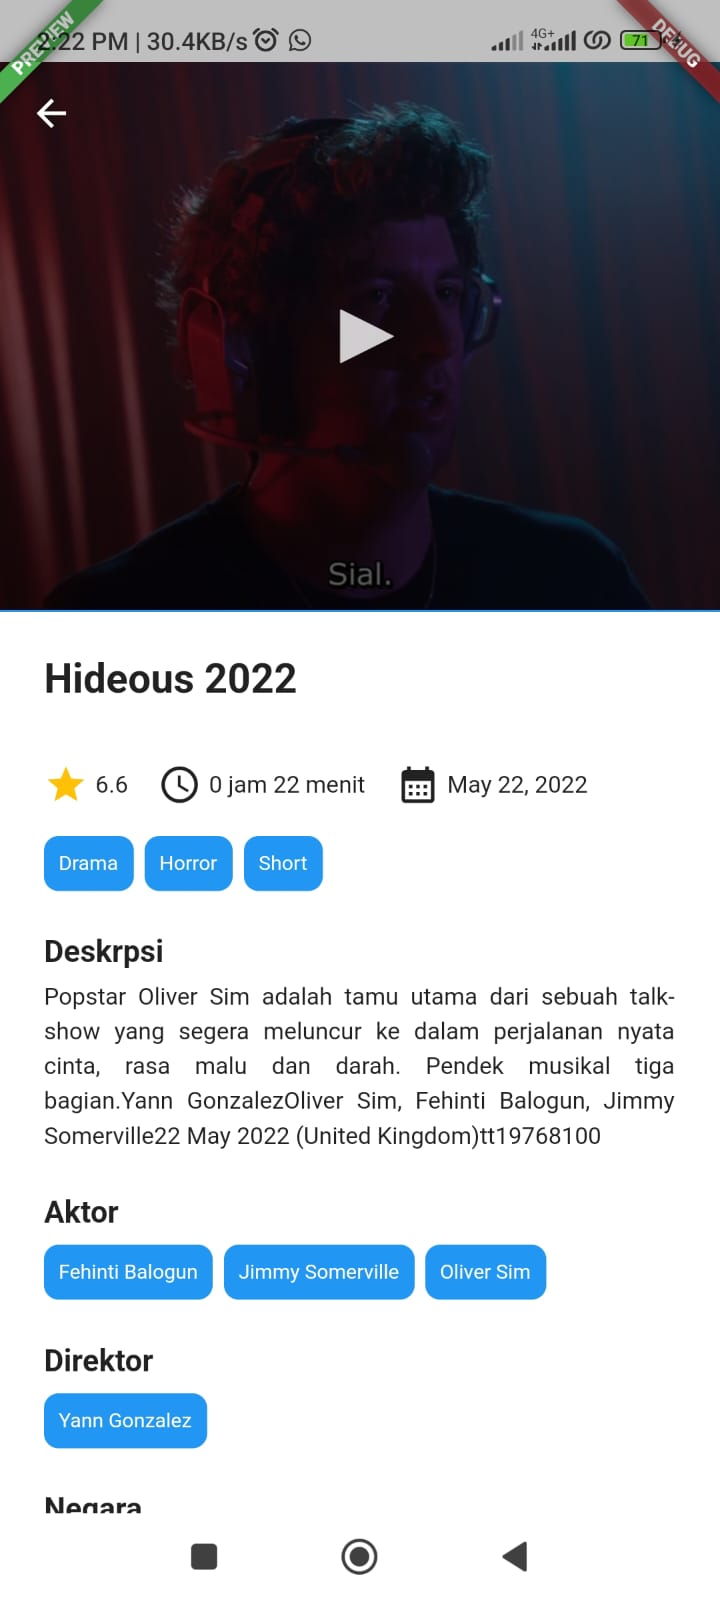 PREVIEW
DEBUG
2:22 PM | 30.4KB/s
4G+
71
Sial.
Hideous 2022
6.6 0 jam 22 menit May 22, 2022
Drama Horror Short
Deskrpsi
Popstar Oliver Sim adalah tamu utama dari sebuah talk-
show yang segera meluncur ke dalam perjalanan nyata
cinta, rasa malu dan darah. Pendek musikal tiga
bagian.Yann GonzalezOliver Sim, Fehinti Balogun, Jimmy
Somerville22 May 2022 (United Kingdom)tt19768100
Aktor
Fehinti Balogun Jimmy Somerville Oliver Sim
Direktor
Yann Gonzalez
Negara